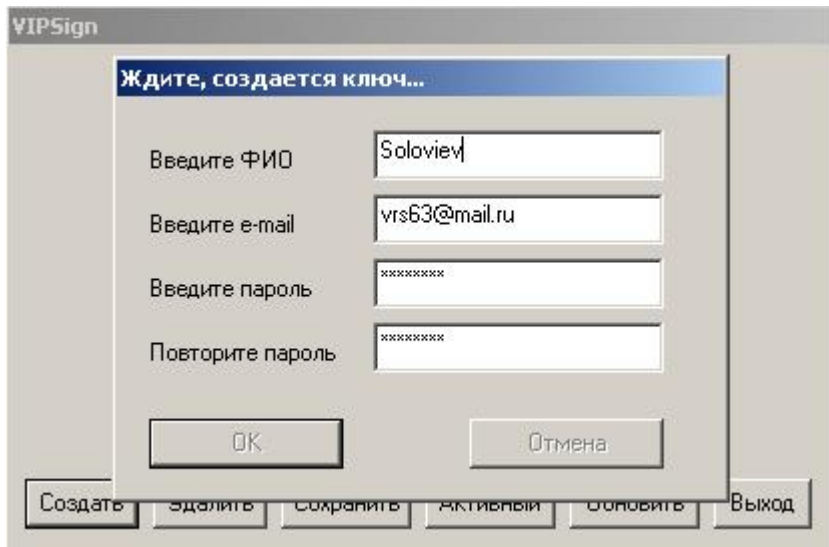 VIPSign
Ждите, создается ключ...
Введите ФИО
Soloviev
Введите e-mail
vrs63@mail.ru
Введите пароль
××××××××
Повторите пароль
××××××××
OK
Отмена
Создать Удалить Сохранить Активный Обновить Выход